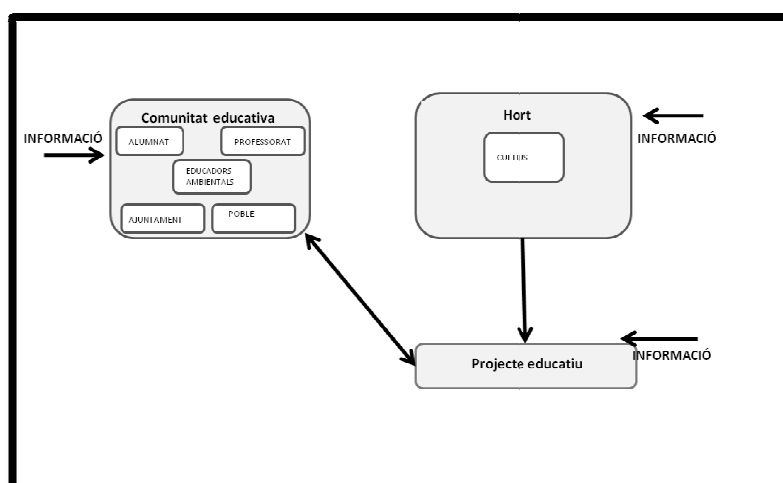 Comunitat educativa
INFORMACIÓ
ALUMNAT
PROFESSORAT
EDUCADORS
AMBIENTALS
AJUNTAMENT
POBLE
Hort
INFORMACIÓ
CULTIUS
Projecte educatiu
INFORMACIÓ